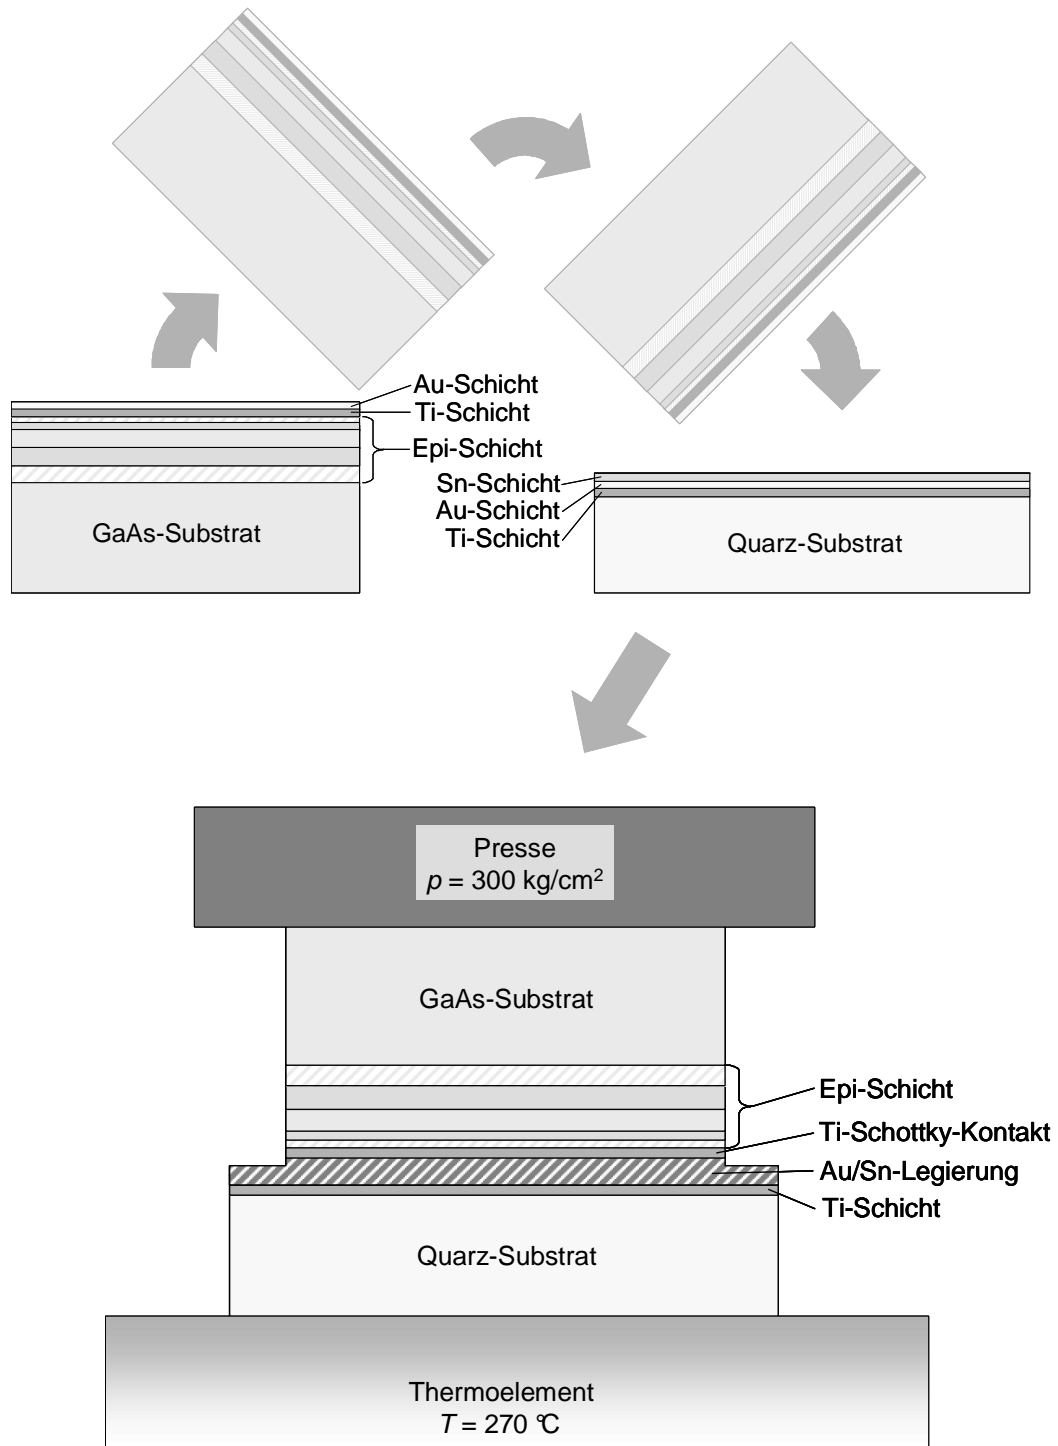 Au-Schicht
Ti-Schicht
Epi-Schicht
GaAs-Substrat
Sn-Schicht
Au-Schicht
Ti-Schicht
Quarz-Substrat
Presse
p = 300 kg/cm²
GaAs-Substrat
Epi-Schicht
Ti-Schottky-Kontakt
Au/Sn-Legierung
Ti-Schicht
Quarz-Substrat
Thermoelement
T = 270 °C